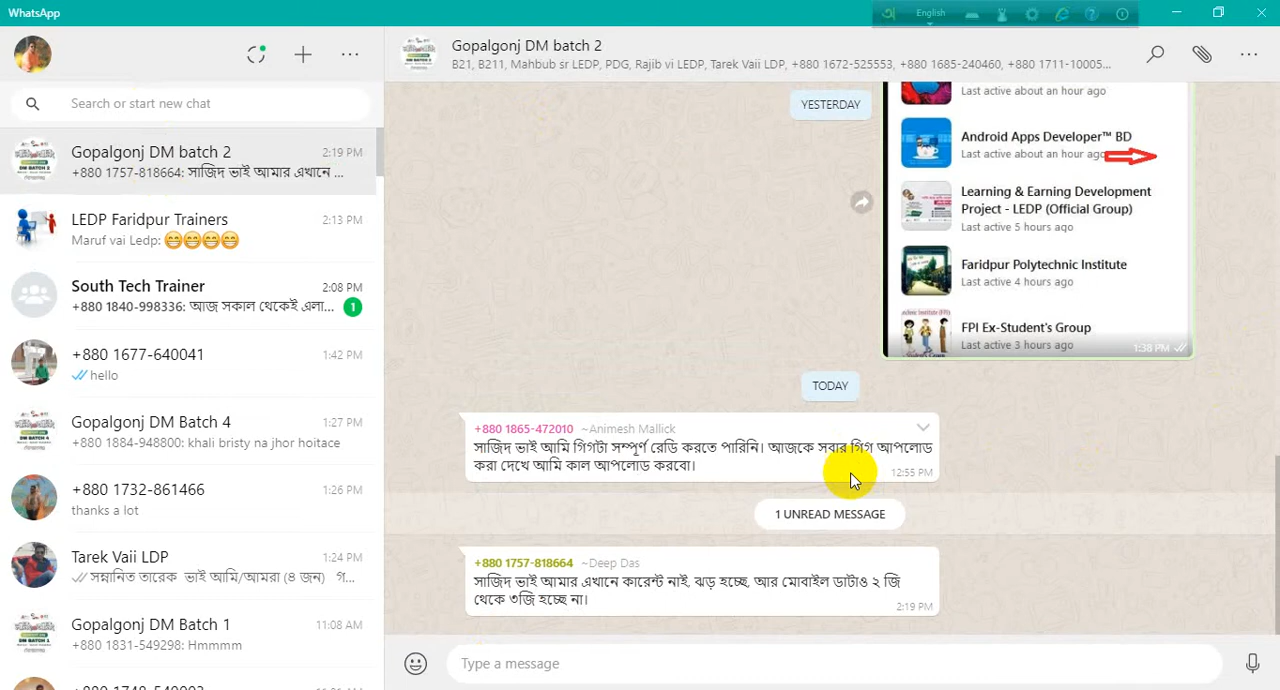 WhatsApp
English
Search or start new chat
Gopalgonj DM batch 2
2:19 PM
+880 1757-818664: সাজিদ ভাই আমার এখানে ...
LEDP Faridpur Trainers
2:13 PM
Maruf vai Ledp: 😁😁😁😁
South Tech Trainer
2:08 PM
+880 1840-998336: আজ সকাল থেকেই এলা...
1
+880 1677-640041
1:42 PM
hello
Gopalgonj DM Batch 4
1:27 PM
+880 1884-948800: khali bristy na jhor hoitace
+880 1732-861466
1:26 PM
thanks a lot
Tarek Vaii LDP
1:24 PM
সম্মানিত তারেক ভাই আমি/আমরা (৪ জন) গ...
Gopalgonj DM Batch 1
11:08 AM
+880 1831-549298: Hmmmm
Gopalgonj DM batch 2
B21, B211, Mahbub sr LEDP, PDG, Rajib vi LEDP, Tarek Vaii LDP, +880 1672-525553, +880 1685-240460, +880 1711-10005...
YESTERDAY
Last active about an hour ago
Android Apps Developer™ BD
Last active about an hour ago
Learning & Earning Development
Project - LEDP (Official Group)
Last active 5 hours ago
Faridpur Polytechnic Institute
Last active 4 hours ago
FPI Ex-Student's Group
Last active 3 hours ago
1:38 PM
TODAY
+880 1865-472010 ~Animesh Mallick
সাজিদ ভাই আমি গিগটা সম্পূর্ণ রেডি করতে পারিনি। আজকে সবার গিগ আপলোড
করা দেখে আমি কাল আপলোড করবো।
12:55 PM
1 UNREAD MESSAGE
+880 1757-818664 ~Deep Das
সাজিদ ভাই আমার এখানে কারেন্ট নাই, ঝড় হচ্ছে, আর মোবাইল ডাটাও ২ জি
থেকে ৩জি হচ্ছে না।
2:19 PM
Type a message